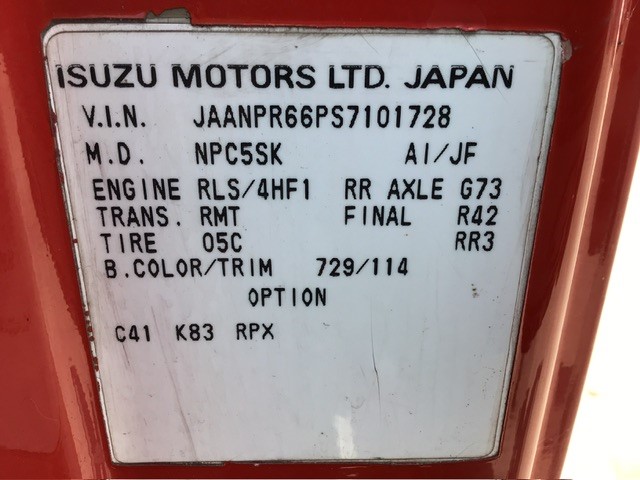 ISUZU MOTORS LTD. JAPAN
V.I.N. JAANPR66PS7101728
M.D. NPC5SK AI/JF
ENGINE RLS/4HF1 RR AXLE G73
TRANS. RMT FINAL R42
TIRE 05C RR3
B.COLOR/TRIM 729/114
OPTION
C41 K83 RPX